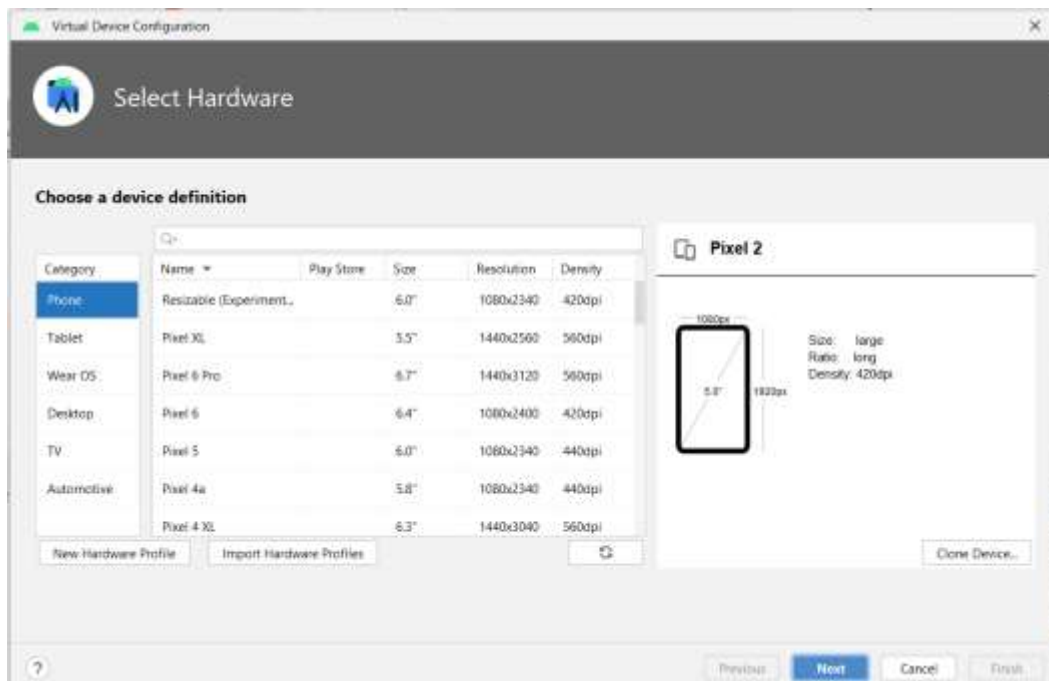 Virtual Device Configuration
Select Hardware
Choose a device definition
Category
Phone
Tablet
Wear OS
Desktop
TV
Automotive
Name Play Store Size Resolution Density
Resizable (Experiment... 6.0" 1080x2340 420dpi
Pixel XL 5.5" 1440x2560 560dpi
Pixel 6 Pro 6.7" 1440x3120 560dpi
Pixel 6 6.4" 1080x2400 420dpi
Pixel 5 6.0" 1080x2340 440dpi
Pixel 4a 5.8" 1080x2340 440dpi
Pixel 4 XL 6.3" 1440x3040 560dpi
New Hardware Profile Import Hardware Profiles
Pixel 2
1080px
5.0"
1920px
Size: large
Ratio: long
Density: 420dpi
Clone Device...
? Previous Next Cancel Finish